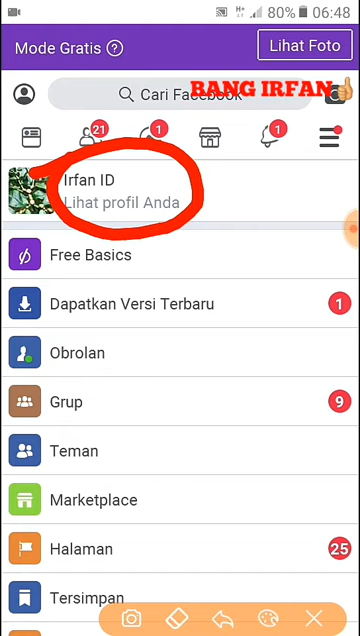 H+ 80% 06:48
Mode Gratis ? Lihat Foto
Cari Facebook
BANG IRFAN
21 1 1
Irfan ID
Lihat profil Anda
Free Basics
Dapatkan Versi Terbaru 1
Obrolan
Grup 9
Teman
Marketplace
Halaman 25
Tersimpan